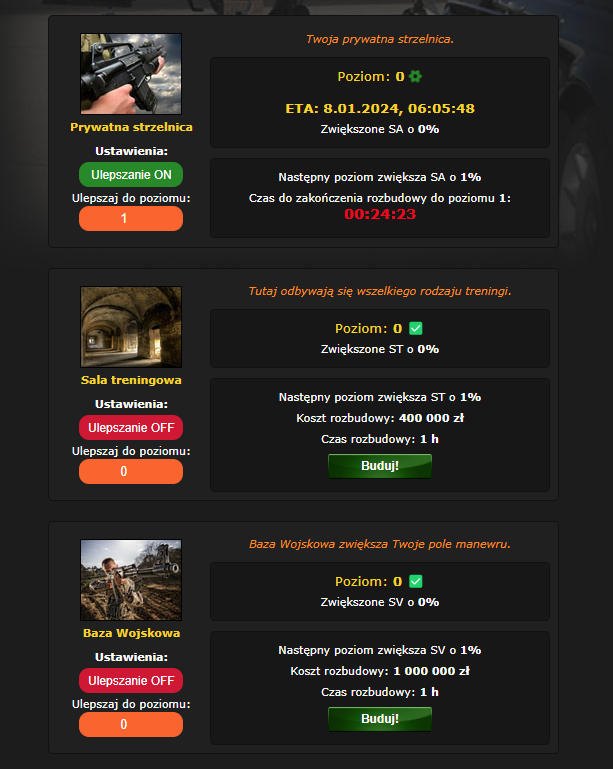 Prywatna strzelnica
Ustawienia:
Ulepszanie ON
Ulepszaj do poziomu:
1
Twoja prywatna strzelnica.
Poziom: 0
ETA: 8.01.2024, 06:05:48
Zwiększone SA o 0%
Następny poziom zwiększa SA o 1%
Czas do zakończenia rozbudowy do poziomu 1:
00:24:23
Sala treningowa
Ustawienia:
Ulepszanie OFF
Ulepszaj do poziomu:
0
Tutaj odbywają się wszelkiego rodzaju treningi.
Poziom: 0
Zwiększone ST o 0%
Następny poziom zwiększa ST o 1%
Koszt rozbudowy: 400 000 zł
Czas rozbudowy: 1 h
Buduj!
Baza Wojskowa
Ustawienia:
Ulepszanie OFF
Ulepszaj do poziomu:
0
Baza Wojskowa zwiększa Twoje pole manewru.
Poziom: 0
Zwiększone SV o 0%
Następny poziom zwiększa SV o 1%
Koszt rozbudowy: 1 000 000 zł
Czas rozbudowy: 1 h
Buduj!